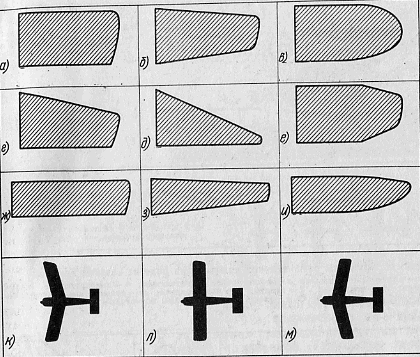 а) б) в)
г) д) е)
ж) з) и)
к) л) м)